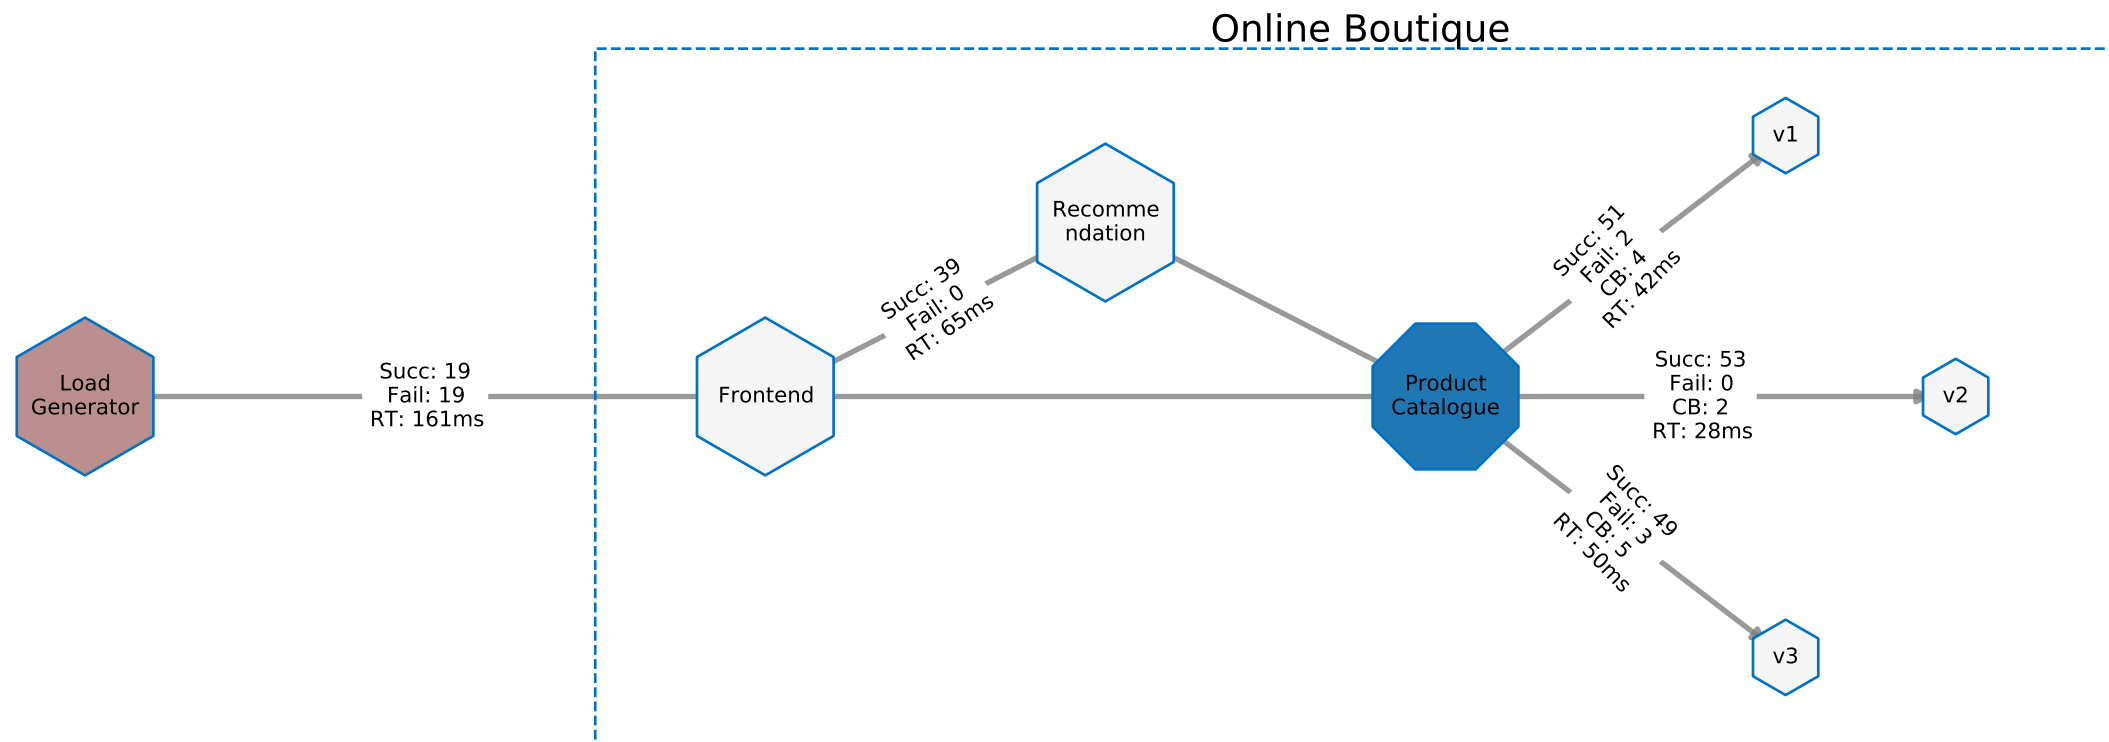 Online Boutique
Load
Generator
Succ: 19
Fail: 19
RT: 161ms
Frontend
Succ: 39
Fail: 0
RT: 65ms
Recomme
ndation
Product
Catalogue
Succ: 51
Fail: 2
CB: 4
RT: 42ms
v1
Succ: 53
Fail: 0
CB: 2
RT: 28ms
v2
Succ: 49
Fail: 3
CB: 5
RT: 50ms
v3